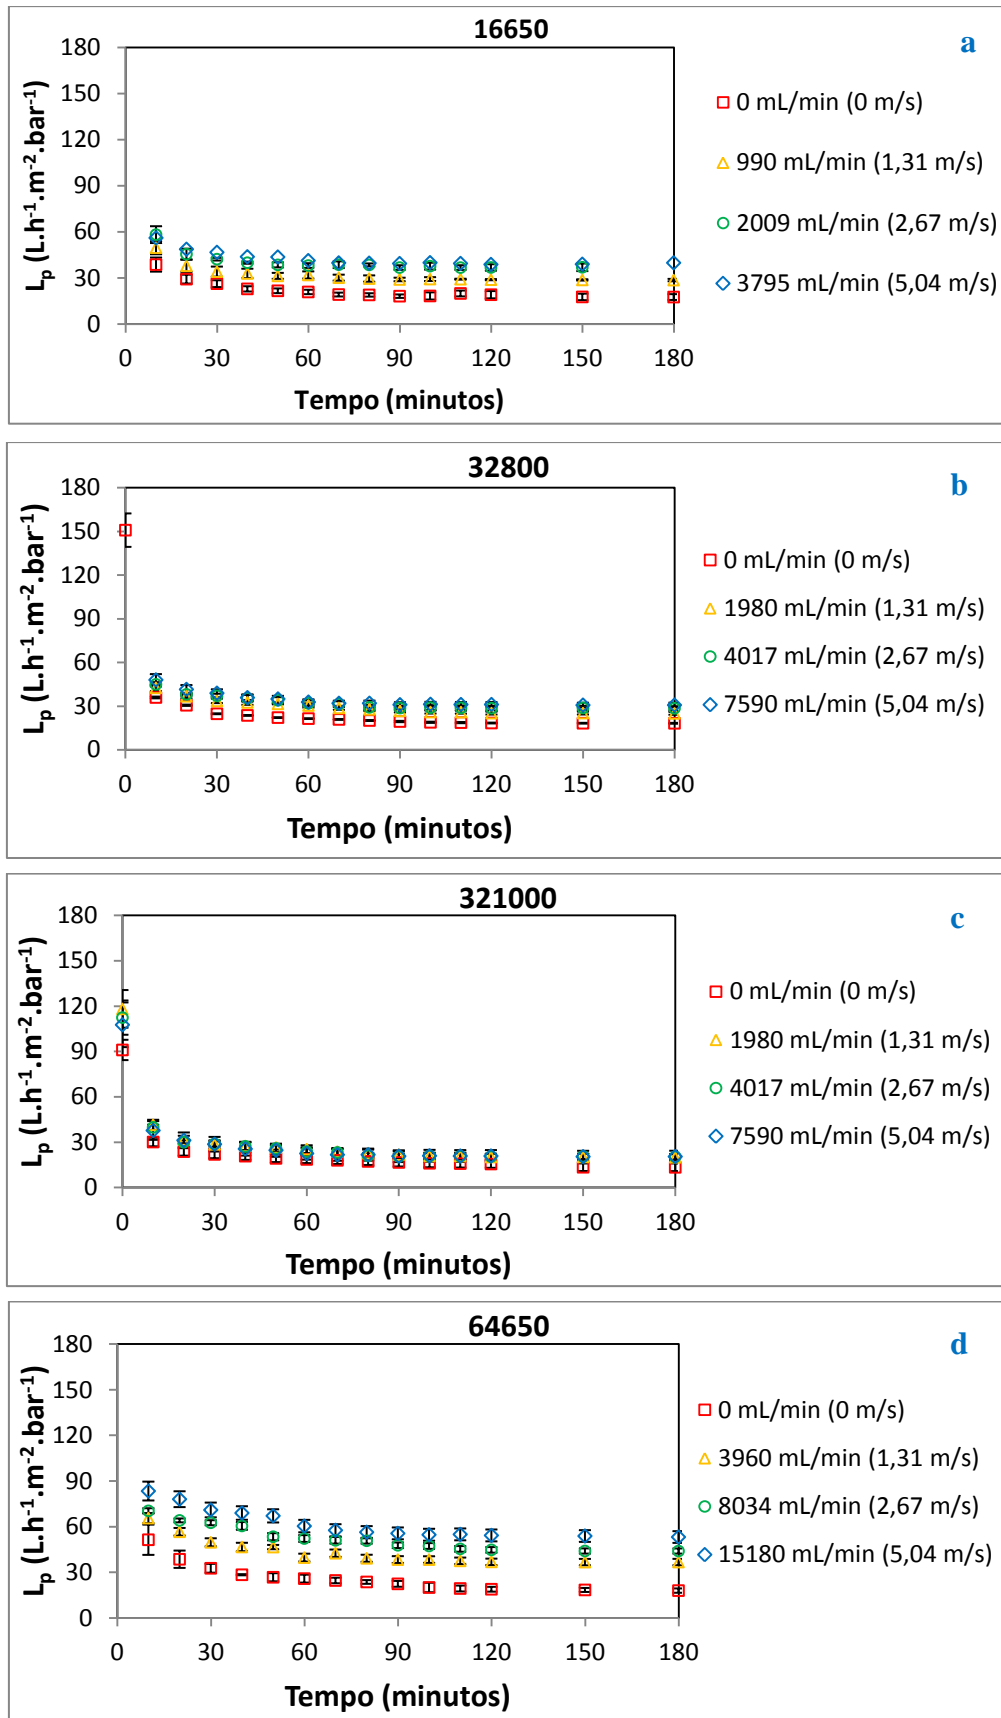 16650
a
180
150
120
90
60
30
0
L_p (L.h⁻¹.m⁻².bar⁻¹)
0 30 60 90 120 150 180
Tempo (minutos)
0 mL/min (0 m/s)
990 mL/min (1,31 m/s)
2009 mL/min (2,67 m/s)
3795 mL/min (5,04 m/s)
32800
b
180
150
120
90
60
30
0
L_p (L.h⁻¹.m⁻².bar⁻¹)
0 30 60 90 120 150 180
Tempo (minutos)
0 mL/min (0 m/s)
1980 mL/min (1,31 m/s)
4017 mL/min (2,67 m/s)
7590 mL/min (5,04 m/s)
321000
c
180
150
120
90
60
30
0
L_p (L.h⁻¹.m⁻².bar⁻¹)
0 30 60 90 120 150 180
Tempo (minutos)
0 mL/min (0 m/s)
1980 mL/min (1,31 m/s)
4017 mL/min (2,67 m/s)
7590 mL/min (5,04 m/s)
64650
d
180
150
120
90
60
30
0
L_p (L.h⁻¹.m⁻².bar⁻¹)
0 30 60 90 120 150 180
Tempo (minutos)
0 mL/min (0 m/s)
3960 mL/min (1,31 m/s)
8034 mL/min (2,67 m/s)
15180 mL/min (5,04 m/s)